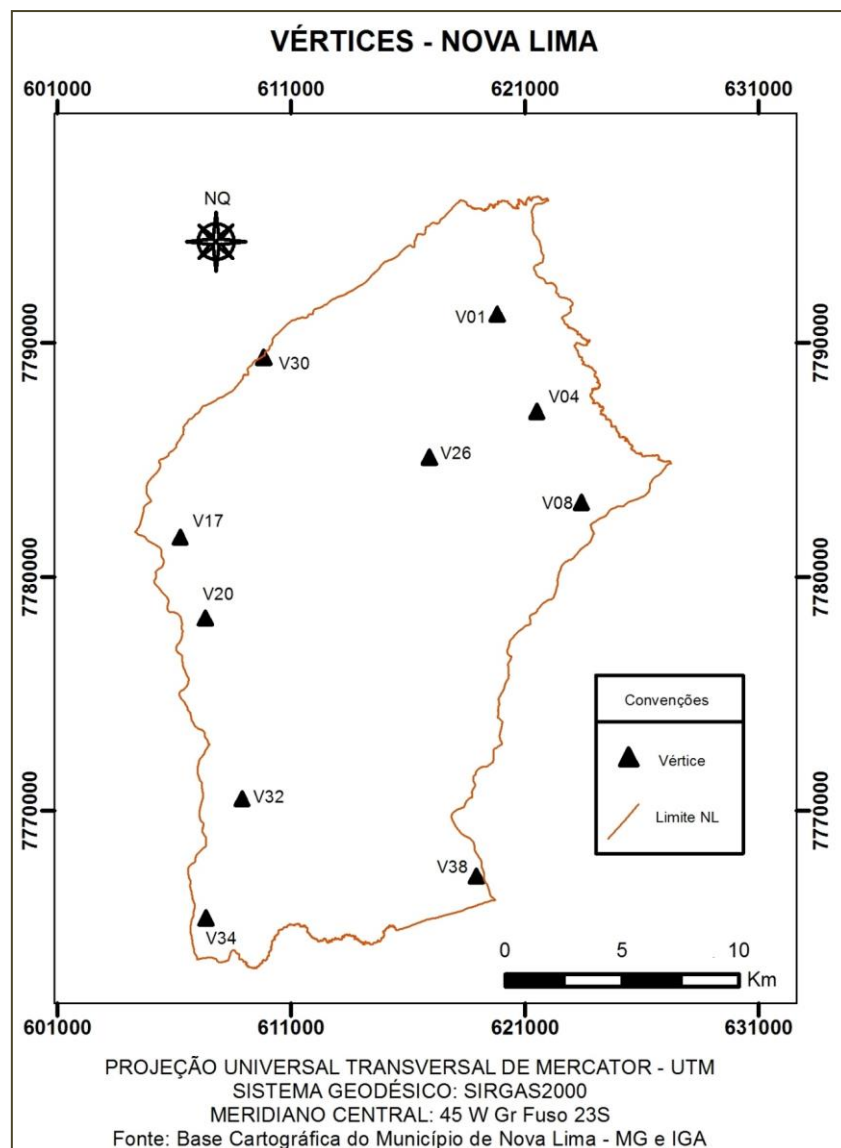 VÉRTICES - NOVA LIMA
601000 611000 621000 631000
NQ
V01
7790000 7790000
V30
V04
V26
V08
V17
7780000 7780000
V20
Convenções
Vértice
V32
7770000 7770000
Limite NL
V38
V34
0 5 10
Km
601000 611000 621000 631000
PROJEÇÃO UNIVERSAL TRANSVERSAL DE MERCATOR - UTM
SISTEMA GEODÉSICO: SIRGAS2000
MERIDIANO CENTRAL: 45 W Gr Fuso 23S
Fonte: Base Cartográfica do Município de Nova Lima - MG e IGA